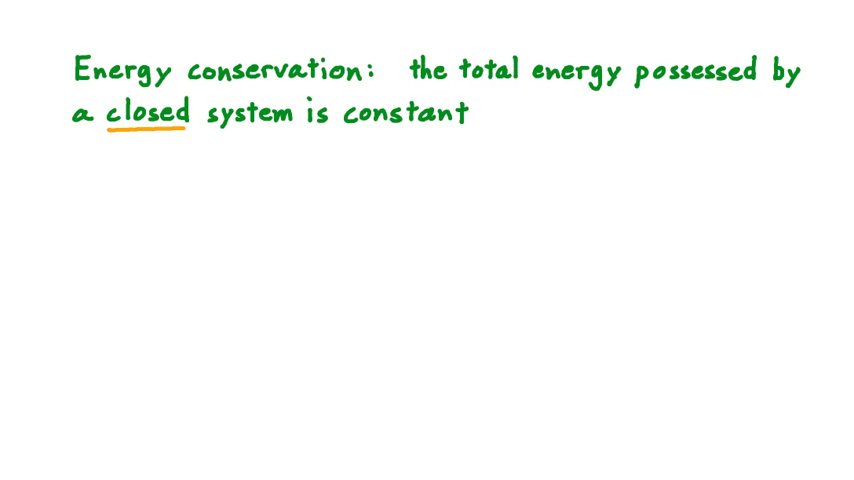 Energy conservation: the total energy possessed by
a closed system is constant